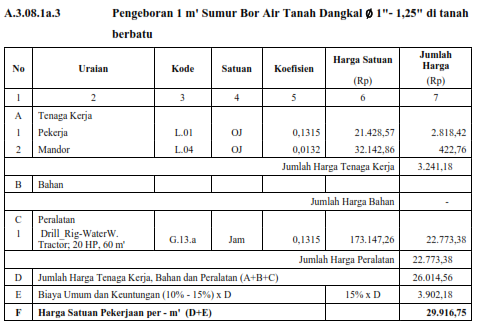 A.3.08.1a.3 Pengeboran 1 m' Sumur Bor Air Tanah Dangkal Ø 1"- 1,25" di tanah
berbatu
No Uraian Kode Satuan Koefisien Harga Satuan (Rp) Jumlah Harga (Rp)
1 2 3 4 5 6 7
A Tenaga Kerja
1 Pekerja L.01 OJ 0,1315 21.428,57 2.818,42
2 Mandor L.04 OJ 0,0132 32.142,86 422,76
Jumlah Harga Tenaga Kerja 3.241,18
B Bahan
Jumlah Harga Bahan -
C Peralatan
1 Drill_Rig-WaterW.
Tractor; 20 HP, 60 m' G.13.a Jam 0,1315 173.147,26 22.773,38
Jumlah Harga Peralatan 22.773,38
D Jumlah Harga Tenaga Kerja, Bahan dan Peralatan (A+B+C) 26.014,56
E Biaya Umum dan Keuntungan (10% - 15%) x D 15% x D 3.902,18
F Harga Satuan Pekerjaan per - m' (D+E) 29.916,75